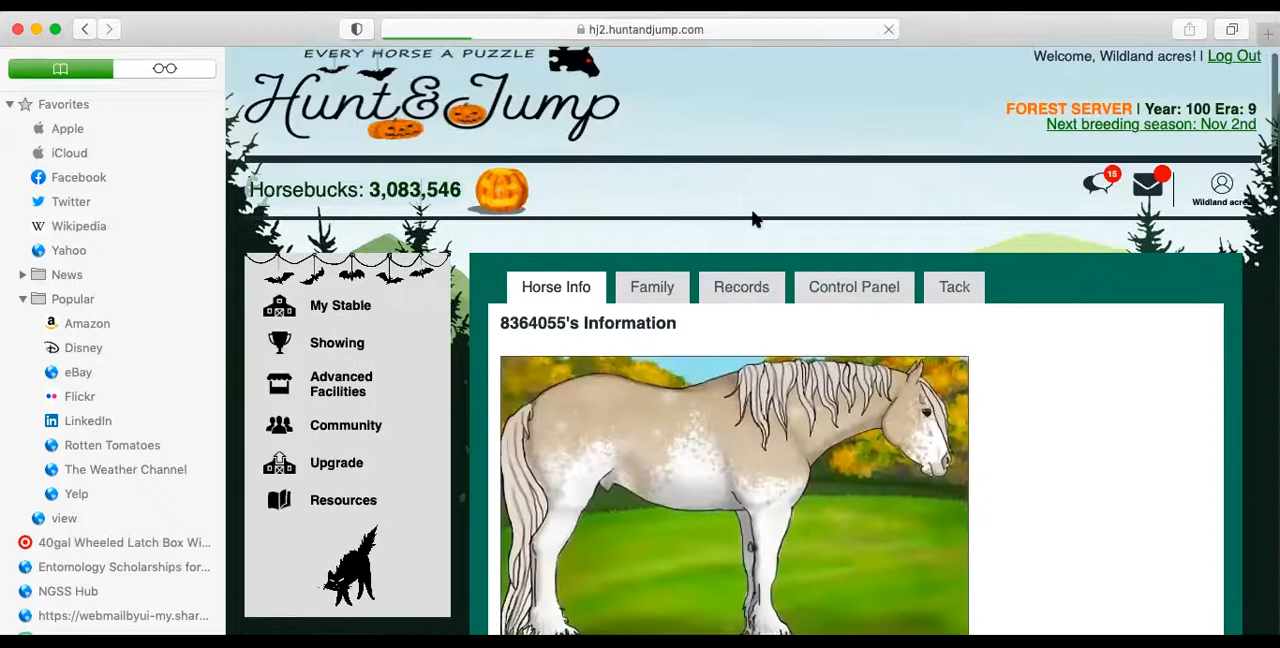 hj2.huntandjump.com
Favorites
Apple
iCloud
Facebook
Twitter
Wikipedia
Yahoo
News
Popular
Amazon
Disney
eBay
Flickr
LinkedIn
Rotten Tomatoes
The Weather Channel
Yelp
view
40gal Wheeled Latch Box Wi...
Entomology Scholarships for...
NGSS Hub
https://webmailbyui-my.shar...
EVERY HORSE A PUZZLE
Hunt&Jump
Welcome, Wildland acres! | Log Out
FOREST SERVER | Year: 100 Era: 9
Next breeding season: Nov 2nd
Horsebucks: 3,083,546
15
Wildland acres
My Stable
Showing
Advanced
Facilities
Community
Upgrade
Resources
Horse Info
Family
Records
Control Panel
Tack
8364055's Information